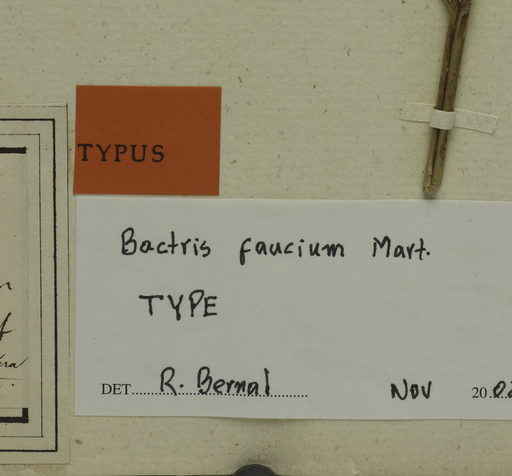 TYPUS
Bactris faucium Mart.
TYPE
DET. R. Bernal Nov 20